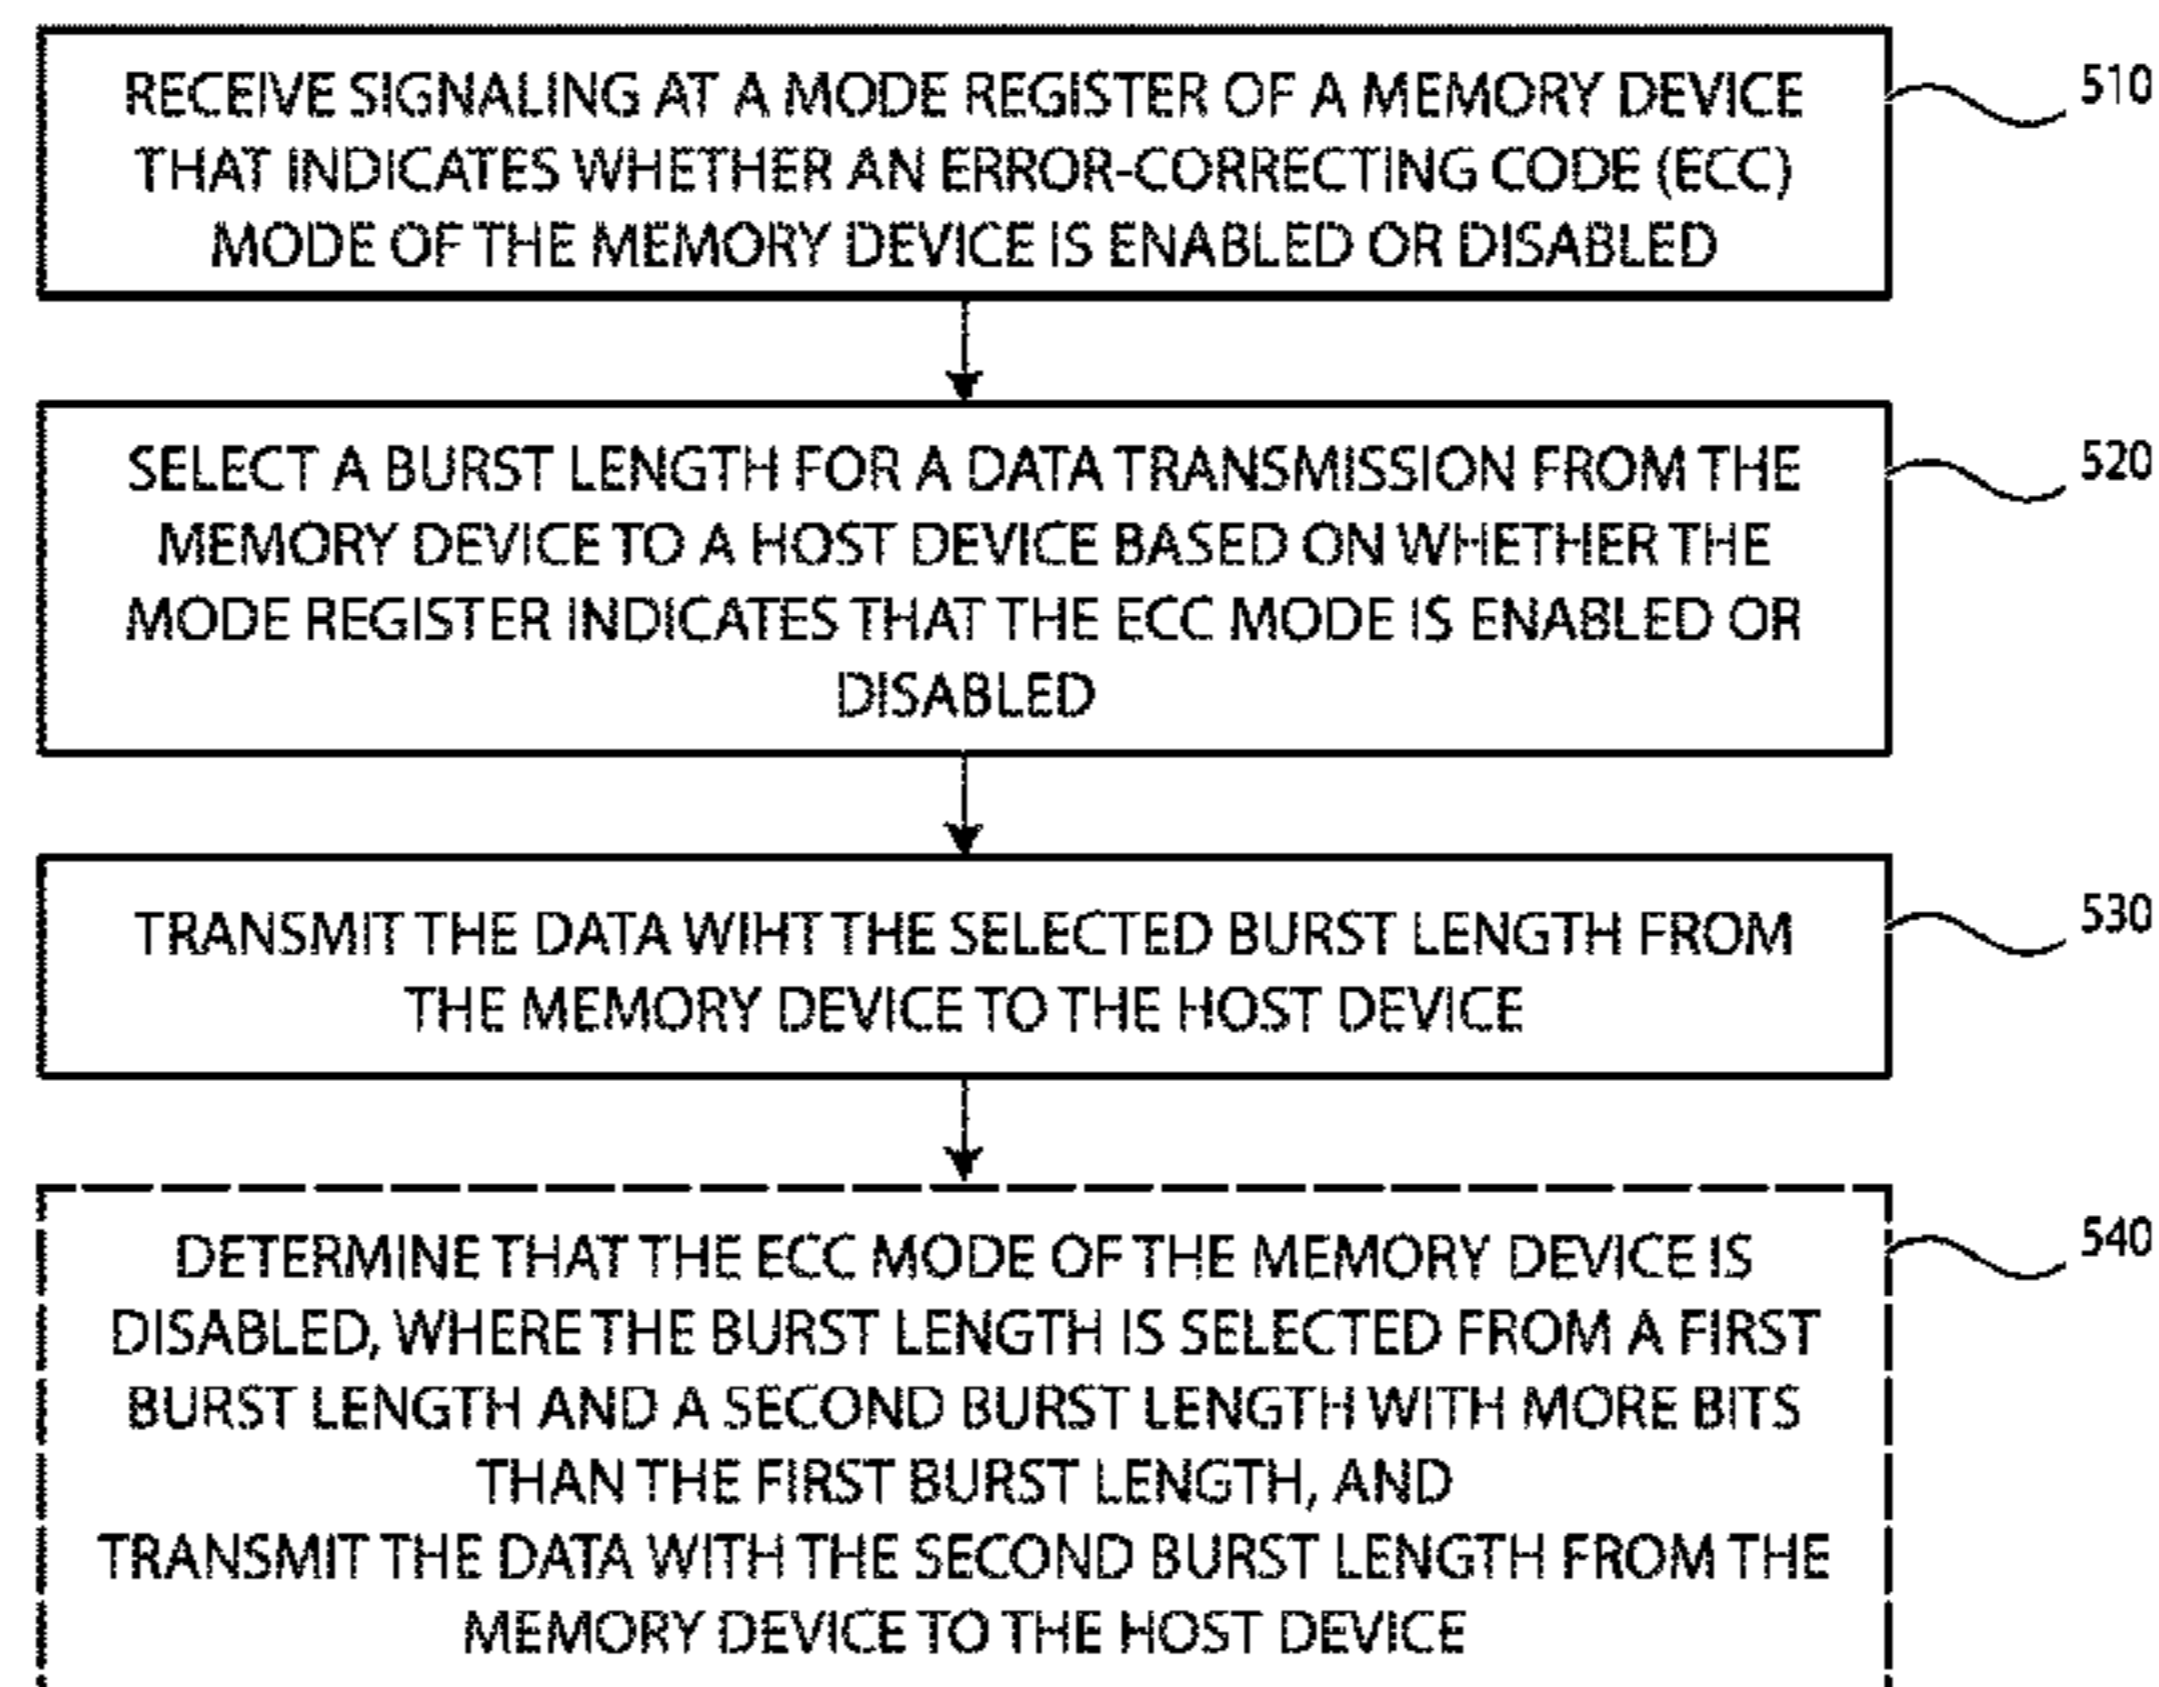 RECEIVE SIGNALING AT A MODE REGISTER OF A MEMORY DEVICE
THAT INDICATES WHETHER AN ERROR-CORRECTING CODE (ECC)
MODE OF THE MEMORY DEVICE IS ENABLED OR DISABLED
510
SELECT A BURST LENGTH FOR A DATA TRANSMISSION FROM THE
MEMORY DEVICE TO A HOST DEVICE BASED ON WHETHER THE
MODE REGISTER INDICATES THAT THE ECC MODE IS ENABLED OR
DISABLED
520
TRANSMIT THE DATA WIHT THE SELECTED BURST LENGTH FROM
THE MEMORY DEVICE TO THE HOST DEVICE
530
DETERMINE THAT THE ECC MODE OF THE MEMORY DEVICE IS
DISABLED, WHERE THE BURST LENGTH IS SELECTED FROM A FIRST
BURST LENGTH AND A SECOND BURST LENGTH WITH MORE BITS
THAN THE FIRST BURST LENGTH, AND
TRANSMIT THE DATA WITH THE SECOND BURST LENGTH FROM THE
MEMORY DEVICE TO THE HOST DEVICE
540